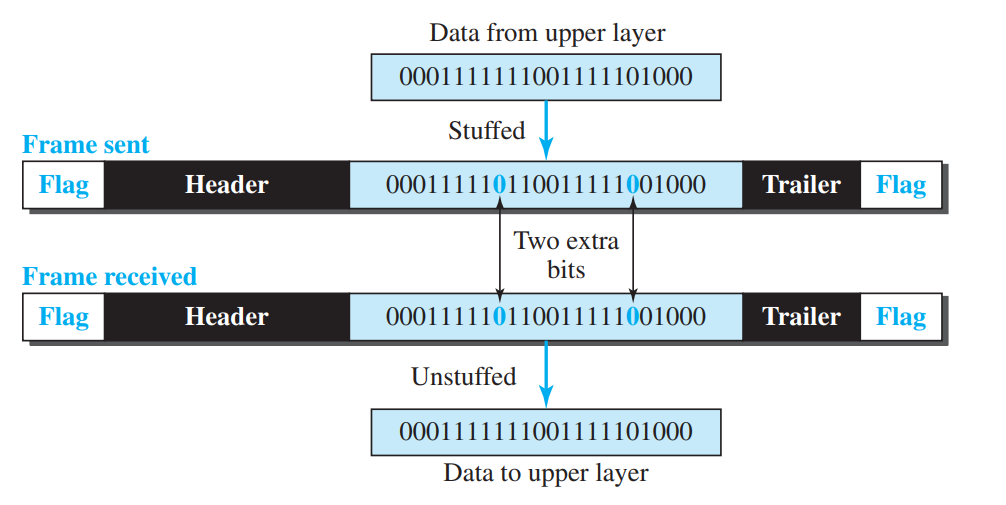 Data from upper layer
0001111111001111101000
Stuffed
Frame sent
Flag Header 000111110110011111001000 Trailer Flag
Two extra
bits
Frame received
Flag Header 000111110110011111001000 Trailer Flag
Unstuffed
0001111111001111101000
Data to upper layer